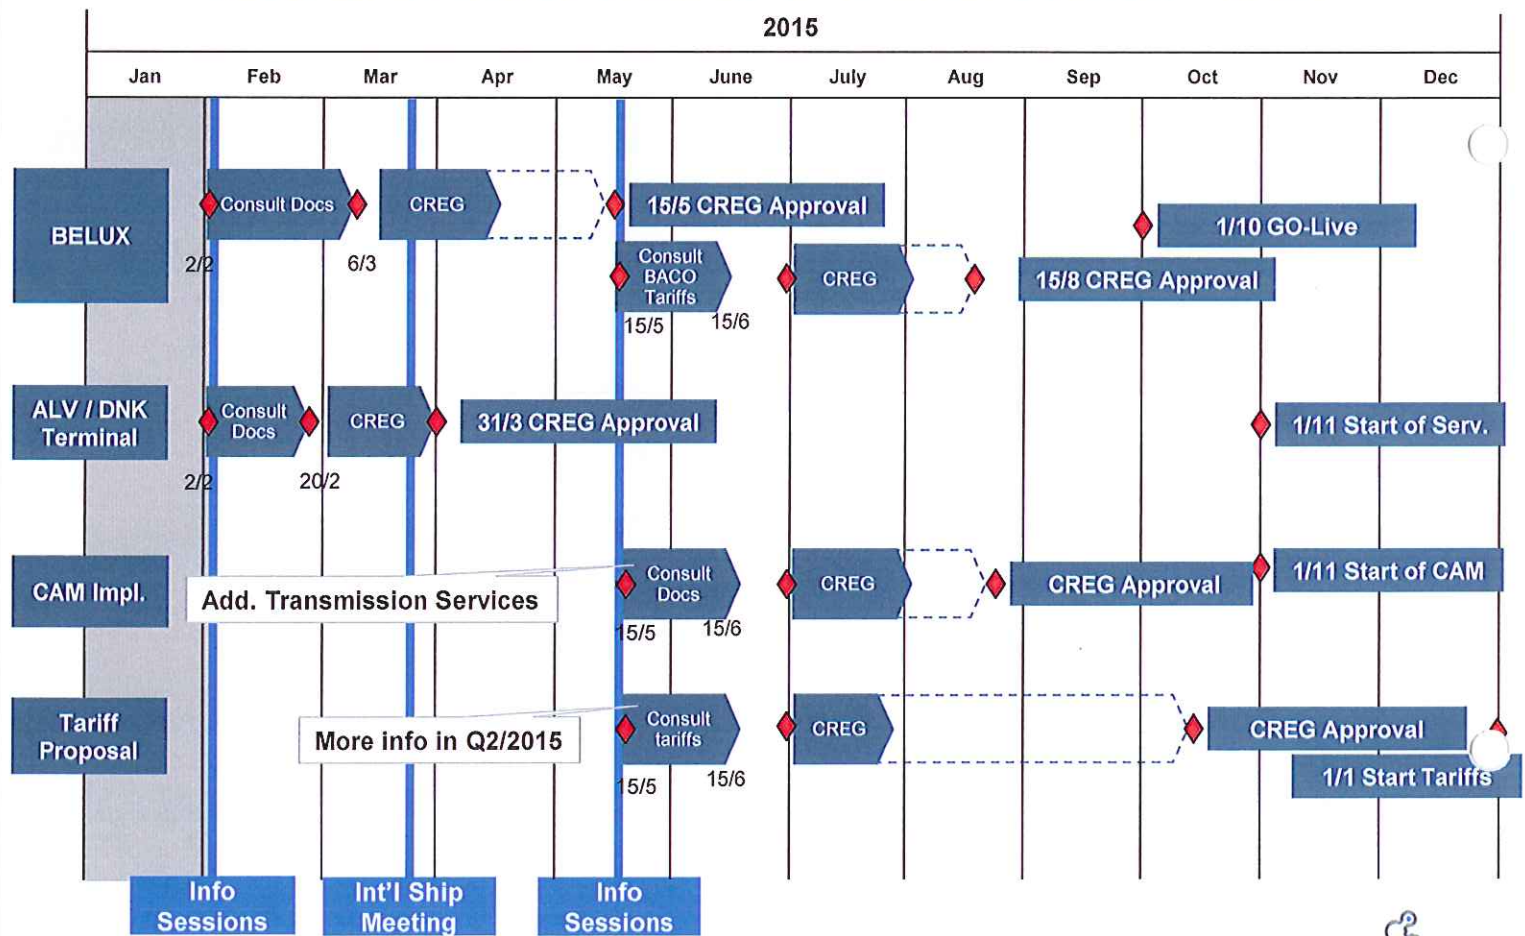 2015
Jan Feb Mar Apr May June July Aug Sep Oct Nov Dec
BELUX
Consult Docs
CREG
15/5 CREG Approval
1/10 GO-Live
2/2
6/3
Consult
BACO
Tariffs
CREG
15/8 CREG Approval
15/5
15/6
ALV / DNK
Terminal
Consult
Docs
CREG
31/3 CREG Approval
1/11 Start of Serv.
2/2
20/2
CAM Impl.
Add. Transmission Services
Consult
Docs
CREG
CREG Approval
1/11 Start of CAM
15/5
15/6
Tariff
Proposal
More info in Q2/2015
Consult
tariffs
CREG
CREG Approval
15/5
15/6
1/1 Start Tariffs
Info
Sessions
Int'l Ship
Meeting
Info
Sessions